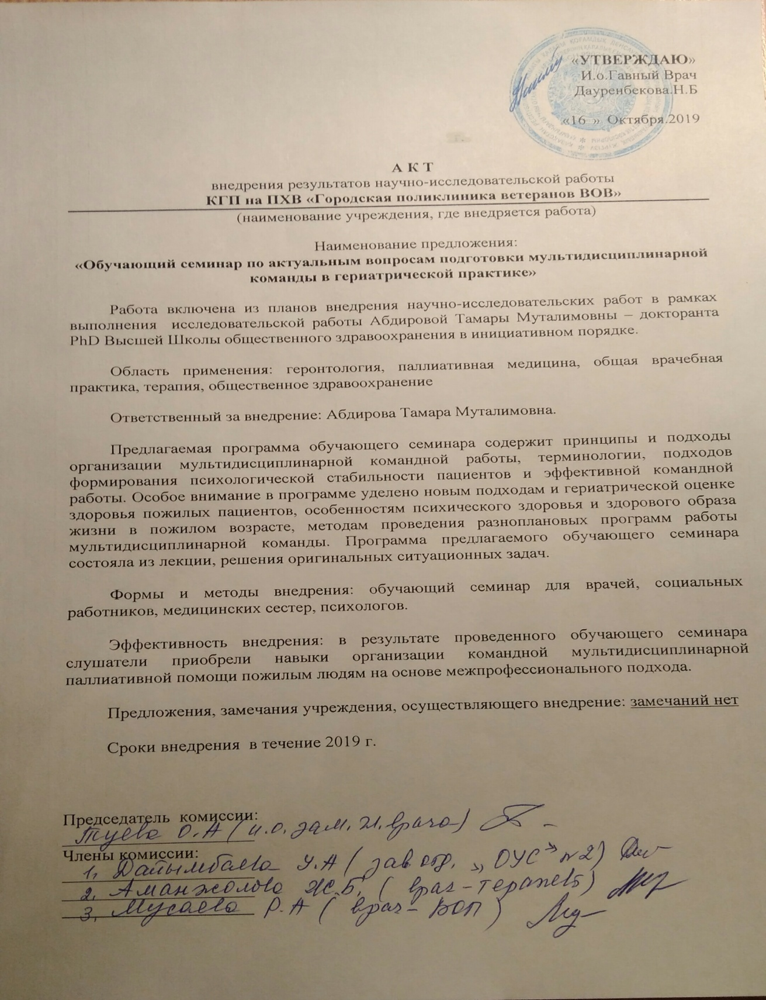 «УТВЕРЖДАЮ»
И.о.Гавный Врач
Дауренбекова.Н.Б
«16 » Октября.2019
А К Т
внедрения результатов научно-исследовательской работы
КГП на ПХВ «Городская поликлиника ветеранов ВОВ»
(наименование учреждения, где внедряется работа)
Наименование предложения:
«Обучающий семинар по актуальным вопросам подготовки мультидисциплинарной
команды в гериатрической практике»
Работа включена из планов внедрения научно-исследовательских работ в рамках
выполнения исследовательской работы Абдировой Тамары Муталимовны – докторанта
PhD Высшей Школы общественного здравоохранения в инициативном порядке.
Область применения: геронтология, паллиативная медицина, общая врачебная
практика, терапия, общественное здравоохранение
Ответственный за внедрение: Абдирова Тамара Муталимовна.
Предлагаемая программа обучающего семинара содержит принципы и подходы
организации мультидисциплинарной командной работы, терминологии, подходов
формирования психологической стабильности пациентов и эффективной командной
работы. Особое внимание в программе уделено новым подходам и гериатрической оценке
здоровья пожилых пациентов, особенностям психического здоровья и здорового образа
жизни в пожилом возрасте, методам проведения разноплановых программ работы
мультидисциплинарной команды. Программа предлагаемого обучающего семинара
состояла из лекции, решения оригинальных ситуационных задач.
Формы и методы внедрения: обучающий семинар для врачей, социальных
работников, медицинских сестер, психологов.
Эффективность внедрения: в результате проведенного обучающего семинара
слушатели приобрели навыки организации командной мультидисциплинарной
паллиативной помощи пожилым людям на основе межпрофессионального подхода.
Предложения, замечания учреждения, осуществляющего внедрение: замечаний нет
Сроки внедрения в течение 2019 г.
Председатель комиссии:
Туева О.А (и.о. зам. гл. врача)
Члены комиссии:
1. Дайымбаева У.А (зав. отд. „ОУС" №2)
2. Аманжолова Ж.Б. (врач-терапевт)
3. Мусаева Р.А (врач-ВОП)